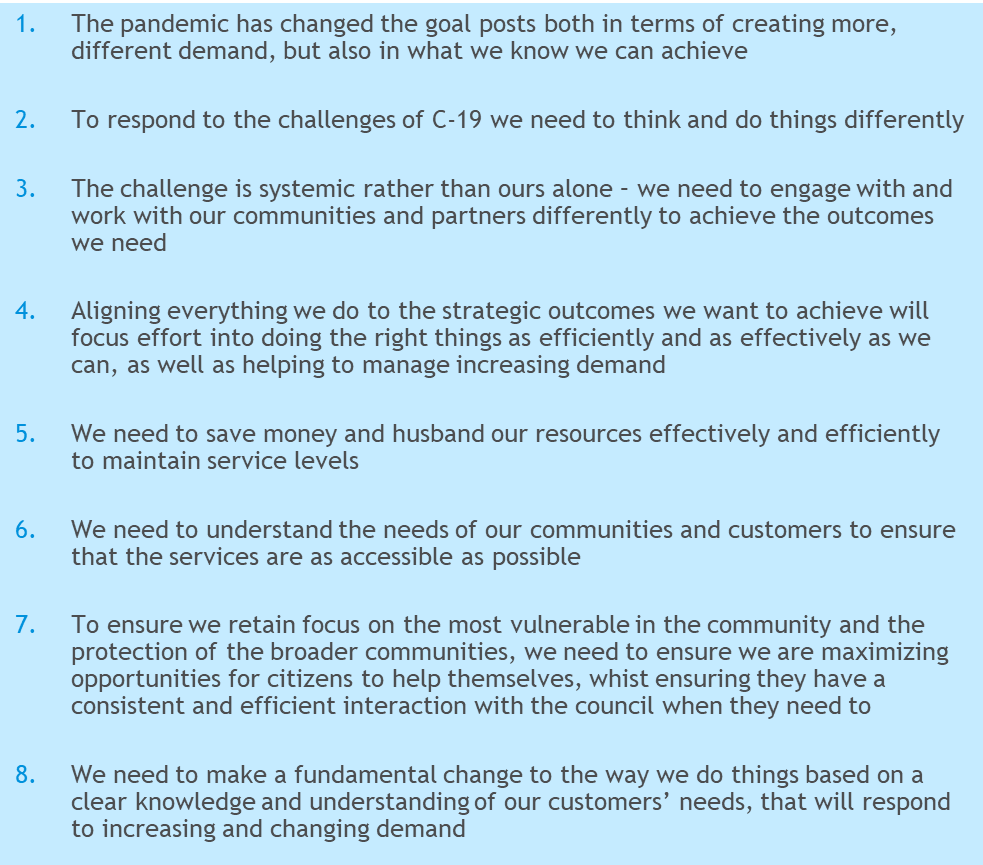 1. The pandemic has changed the goal posts both in terms of creating more,
different demand, but also in what we know we can achieve
2. To respond to the challenges of C-19 we need to think and do things differently
3. The challenge is systemic rather than ours alone – we need to engage with and
work with our communities and partners differently to achieve the outcomes
we need
4. Aligning everything we do to the strategic outcomes we want to achieve will
focus effort into doing the right things as efficiently and as effectively as we
can, as well as helping to manage increasing demand
5. We need to save money and husband our resources effectively and efficiently
to maintain service levels
6. We need to understand the needs of our communities and customers to ensure
that the services are as accessible as possible
7. To ensure we retain focus on the most vulnerable in the community and the
protection of the broader communities, we need to ensure we are maximizing
opportunities for citizens to help themselves, whist ensuring they have a
consistent and efficient interaction with the council when they need to
8. We need to make a fundamental change to the way we do things based on a
clear knowledge and understanding of our customers’ needs, that will respond
to increasing and changing demand